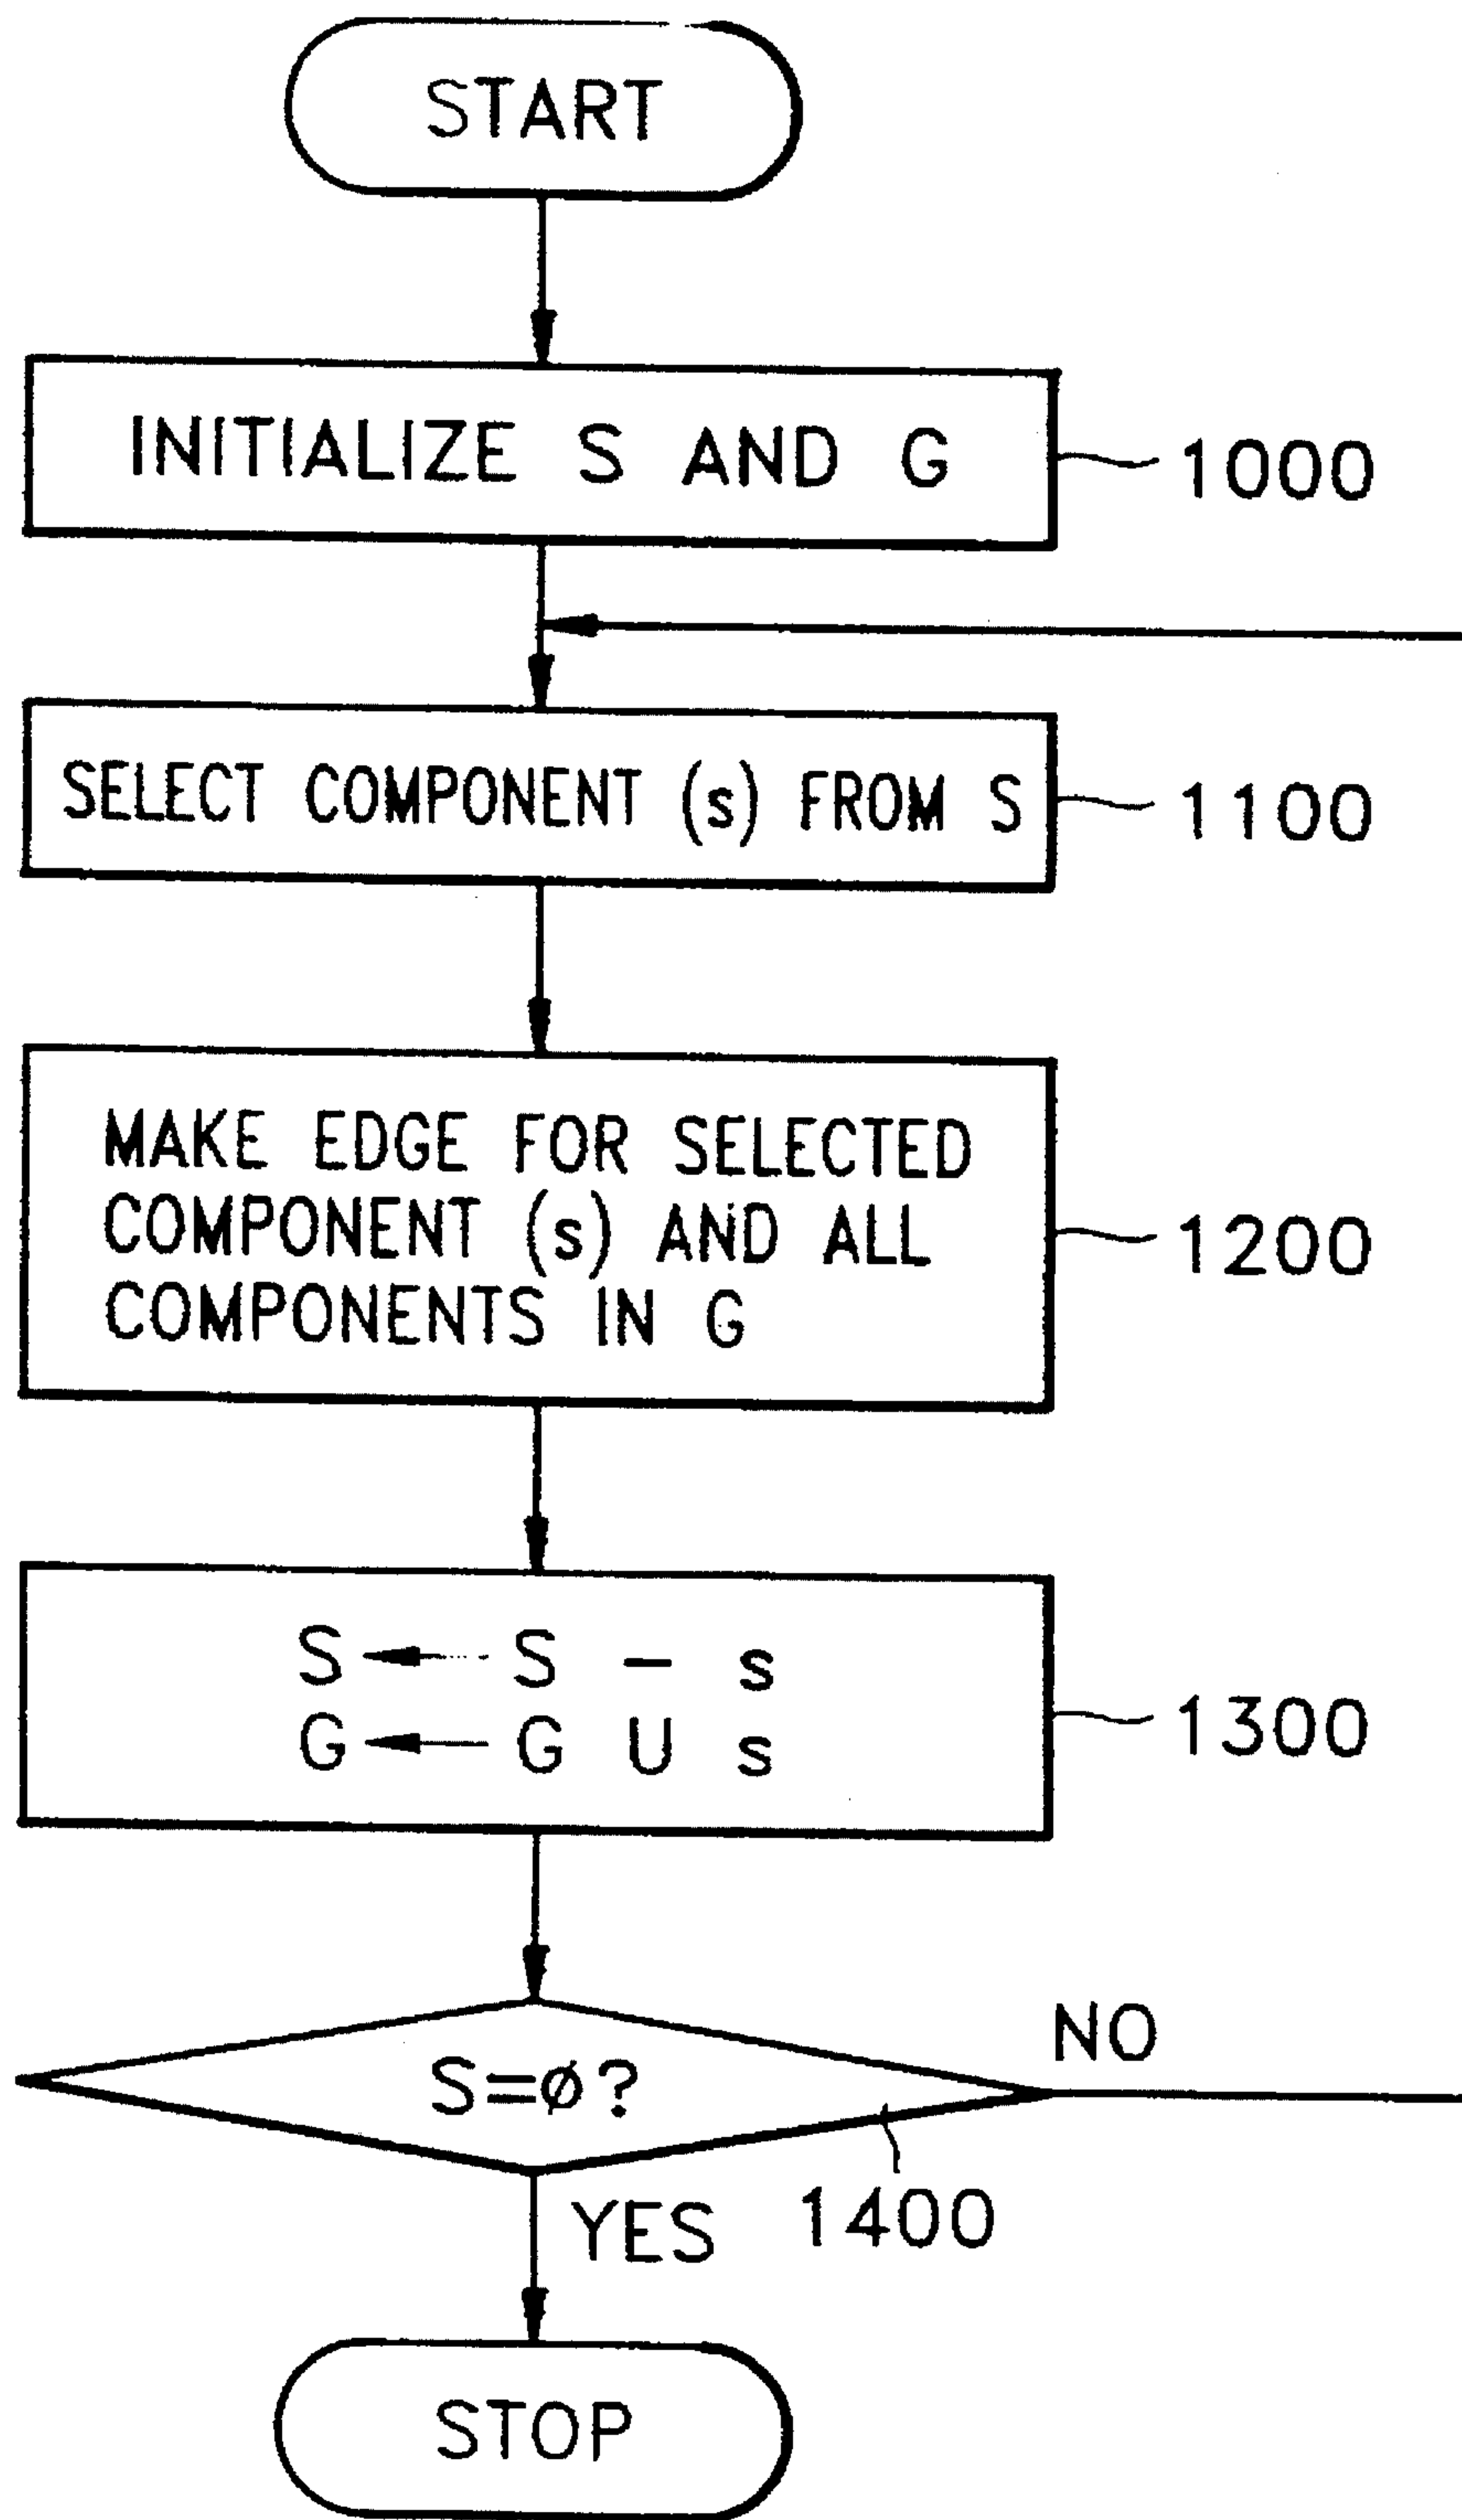 START
INITIALIZE S AND G
1000
SELECT COMPONENT (s) FROM S
1100
MAKE EDGE FOR SELECTED
COMPONENT (s) AND ALL
COMPONENTS IN G
1200
S ← S - s
G ← G U s
1300
S=ø?
NO
1400
YES
STOP